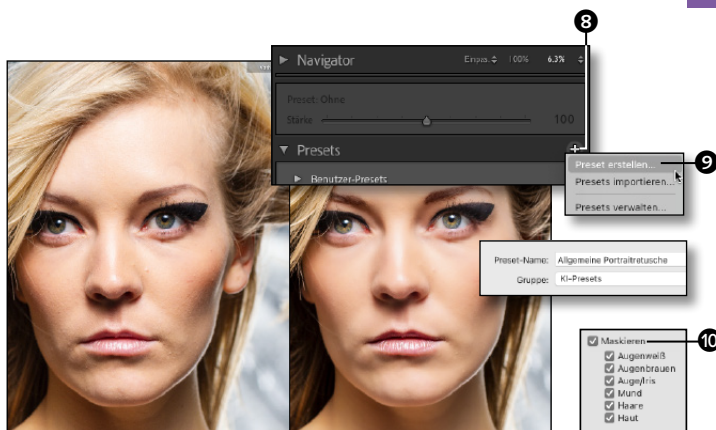 8
Navigator Einpas. 100% 6,3%
Preset: Ohne
Stärke 100
Presets
Benutzer-Presets
Preset erstellen...
9
Presets importieren...
Presets verwalten...
Preset-Name: Allgemeine Portraitretusche
Gruppe: KI-Presets
Maskieren
10
Augenweiß
Augenbrauen
Auge/Iris
Mund
Haare
Haut